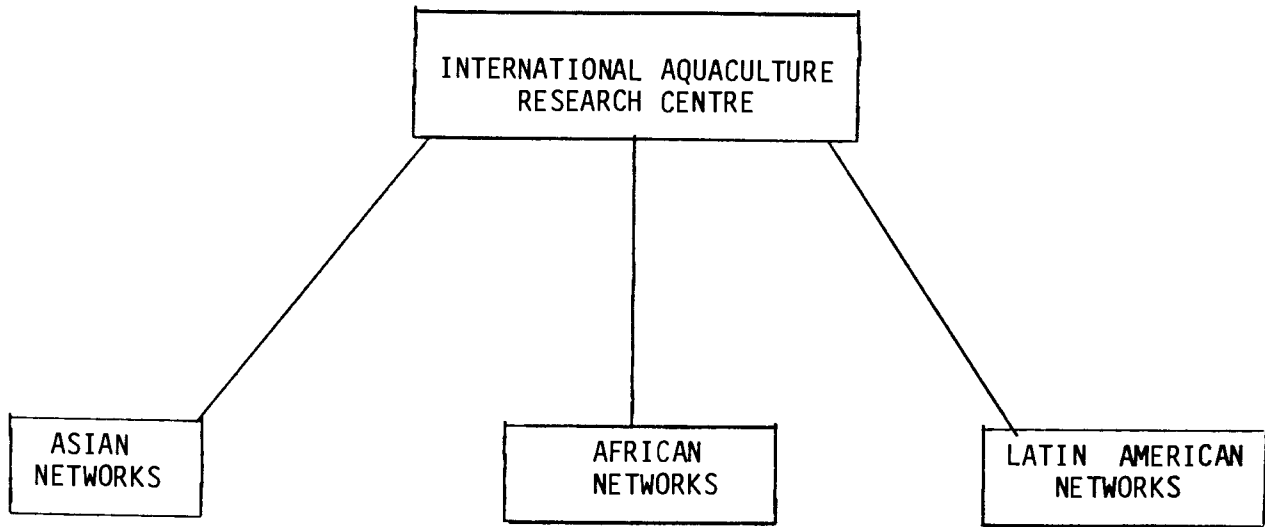 INTERNATIONAL AQUACULTURE
RESEARCH CENTRE
ASIAN
NETWORKS
AFRICAN
NETWORKS
LATIN AMERICAN
NETWORKS